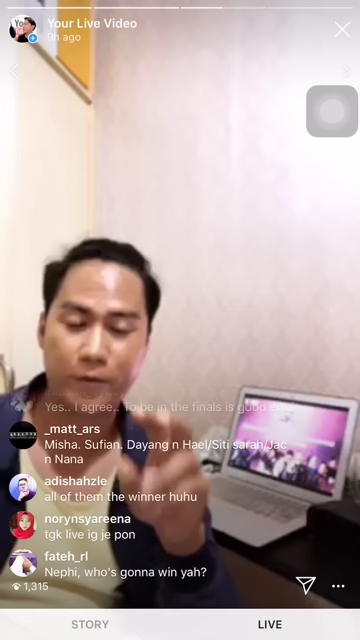 Your Live Video
9h ago
Yes.. I agree.. To be in the finals is good
_matt_ars
Misha. Sufian. Dayang n Hael/Siti sarah/Jac
n Nana
adishahzle
all of them the winner huhu
norynsyareena
tgk live ig je pon
fateh_rl
Nephi, who's gonna win yah?
1,315
STORY
LIVE